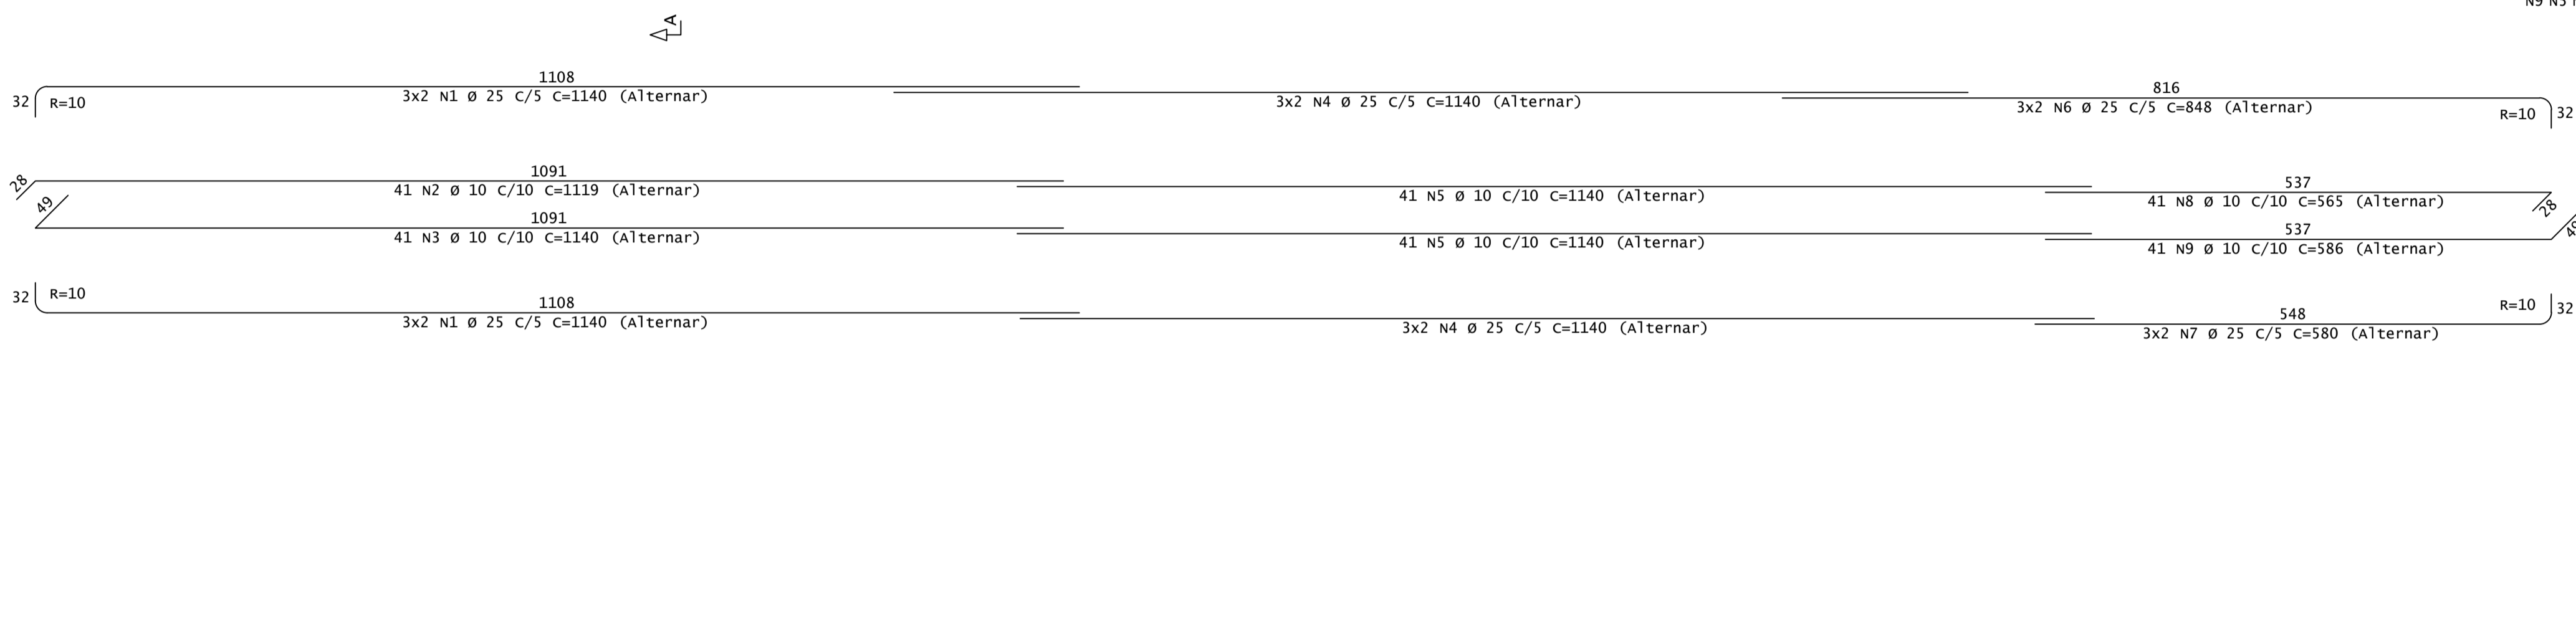 N9 N5
A
1108
32 R=10 3x2 N1 Ø 25 C/5 C=1140 (Alternar)
3x2 N4 Ø 25 C/5 C=1140 (Alternar)
816
3x2 N6 Ø 25 C/5 C=848 (Alternar) R=10 32
1091
28 41 N2 Ø 10 C/10 C=1119 (Alternar)
41 N5 Ø 10 C/10 C=1140 (Alternar)
537
41 N8 Ø 10 C/10 C=565 (Alternar) 28
49
1091
41 N3 Ø 10 C/10 C=1140 (Alternar)
41 N5 Ø 10 C/10 C=1140 (Alternar)
537
41 N9 Ø 10 C/10 C=586 (Alternar)
32 R=10
1108
3x2 N1 Ø 25 C/5 C=1140 (Alternar)
3x2 N4 Ø 25 C/5 C=1140 (Alternar)
548
3x2 N7 Ø 25 C/5 C=580 (Alternar) R=10 32